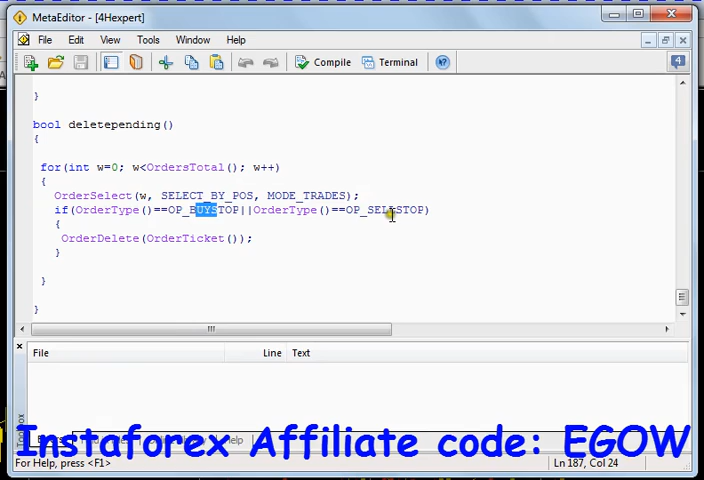 MetaEditor - [4Hexpert]
File Edit View Tools Window Help
Compile Terminal 4
}
bool deletepending()
{
for(int w=0; w<OrdersTotal(); w++)
{
OrderSelect(w, SELECT_BY_POS, MODE_TRADES);
if(OrderType()==OP_BUYSTOP||OrderType()==OP_SELLSTOP)
{
OrderDelete(OrderTicket());
}
}
}
File Line Text
Toolbox
Instaforex Affiliate code: EGOW
For Help, press <F1> Ln 187, Col 24